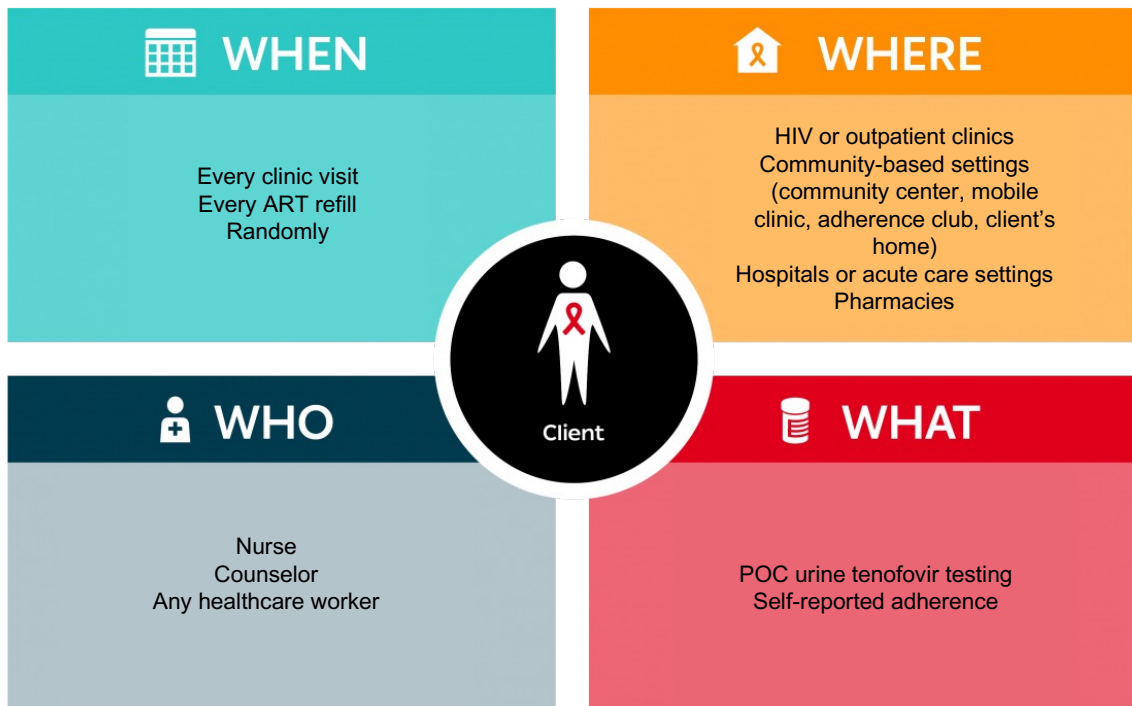 WHEN
Every clinic visit
Every ART refill
Randomly
WHERE
HIV or outpatient clinics
Community-based settings
(community center, mobile
clinic, adherence club, client's
home)
Hospitals or acute care settings
Pharmacies
Client
WHO
Nurse
Counselor
Any healthcare worker
WHAT
POC urine tenofovir testing
Self-reported adherence